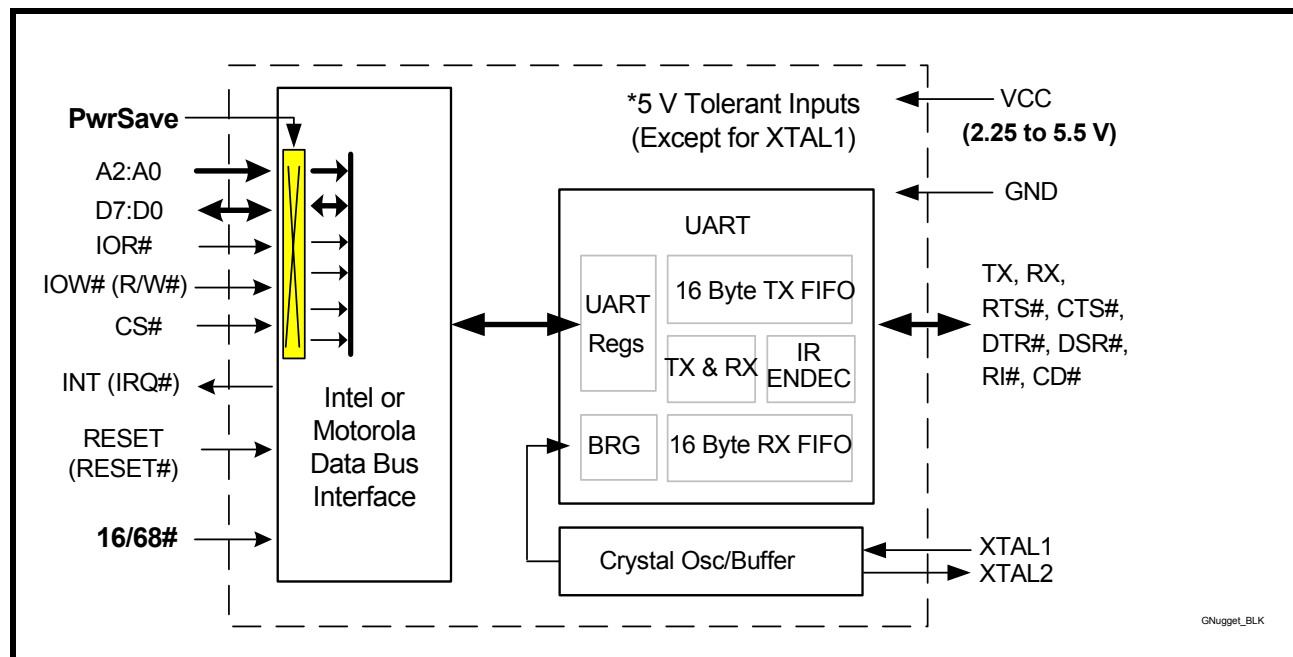 PwrSave
A2:A0
D7:D0
IOR#
IOW# (R/W#)
CS#
INT (IRQ#)
RESET
(RESET#)
16/68#
Intel or
Motorola
Data Bus
Interface
*5 V Tolerant Inputs
(Except for XTAL1)
UART
UART
Regs
16 Byte TX FIFO
TX & RX
IR
ENDEC
BRG
16 Byte RX FIFO
Crystal Osc/Buffer
VCC
(2.25 to 5.5 V)
GND
TX, RX,
RTS#, CTS#,
DTR#, DSR#,
RI#, CD#
XTAL1
XTAL2
GNugget_BLK